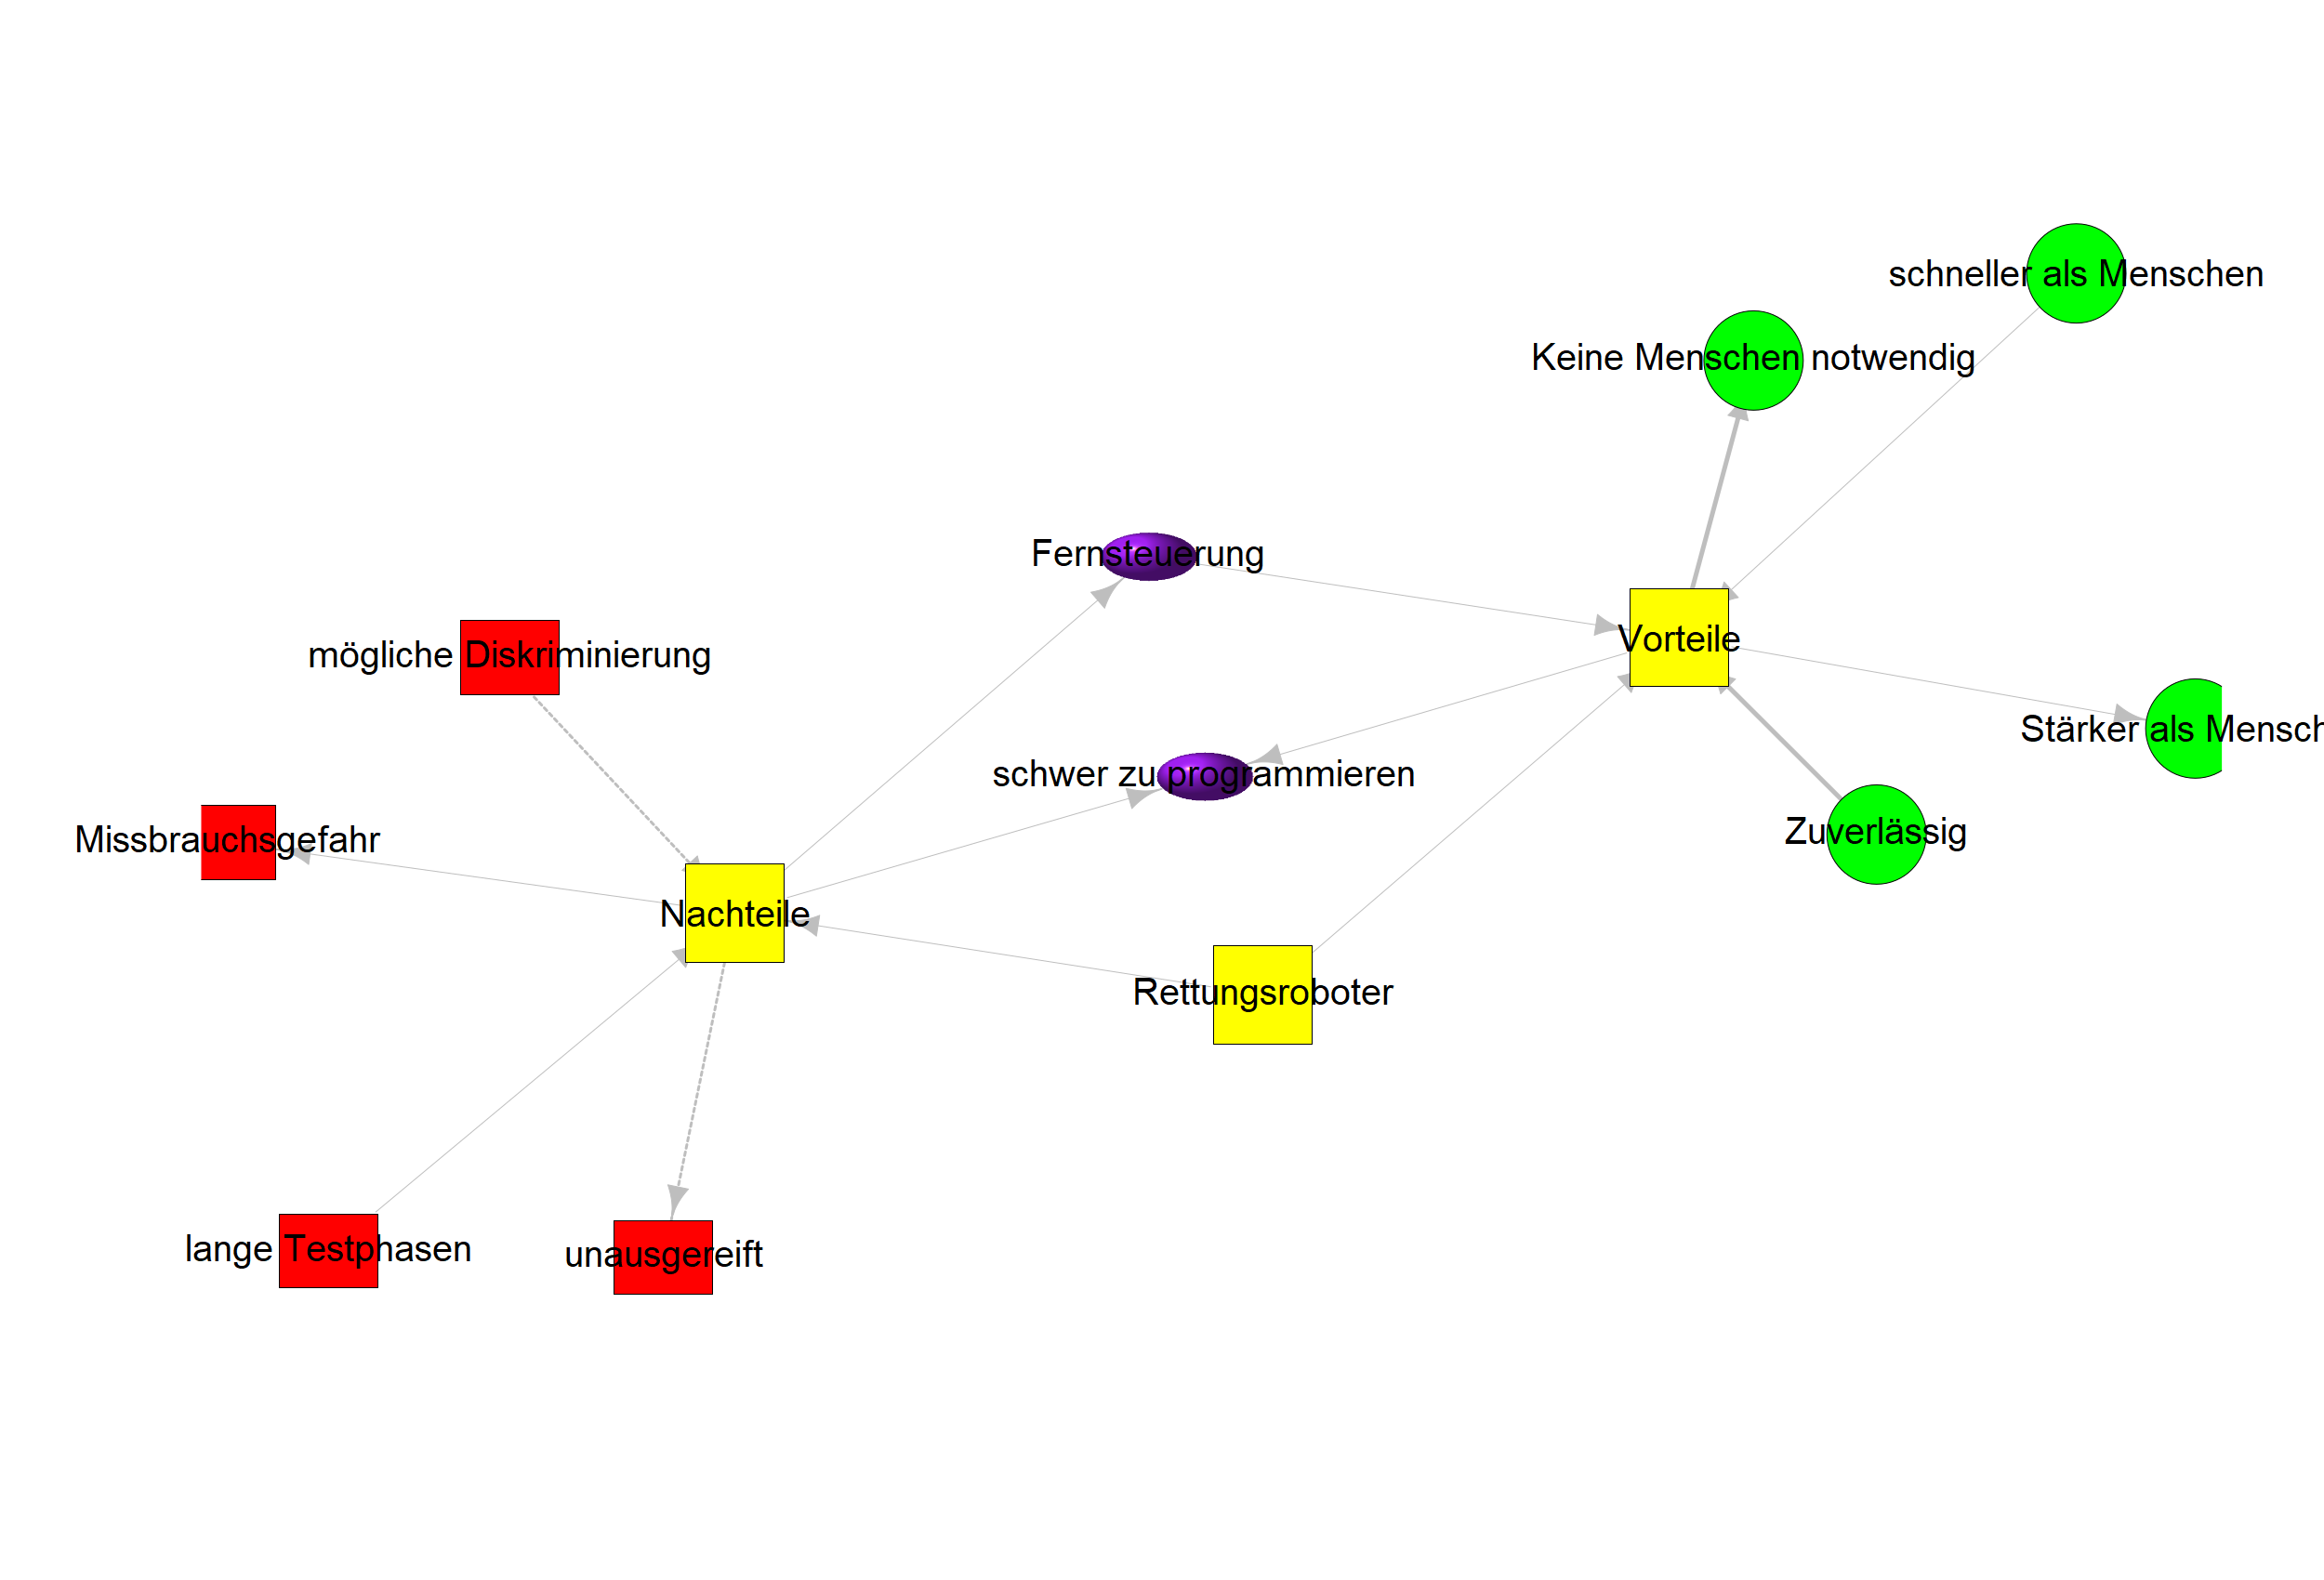 schneller als Menschen
Keine Menschen notwendig
Fernsteuerung
Vorteile
mögliche Diskriminierung
Stärker als Mensch
schwer zu programmieren
Zuverlässig
Missbrauchsgefahr
Nachteile
Rettungsroboter
lange Testphasen
unausgereift